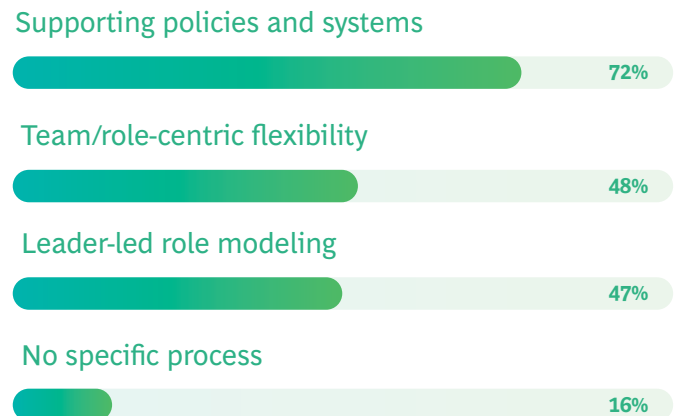 Supporting policies and systems
72%
Team/role-centric flexibility
48%
Leader-led role modeling
47%
No specific process
16%